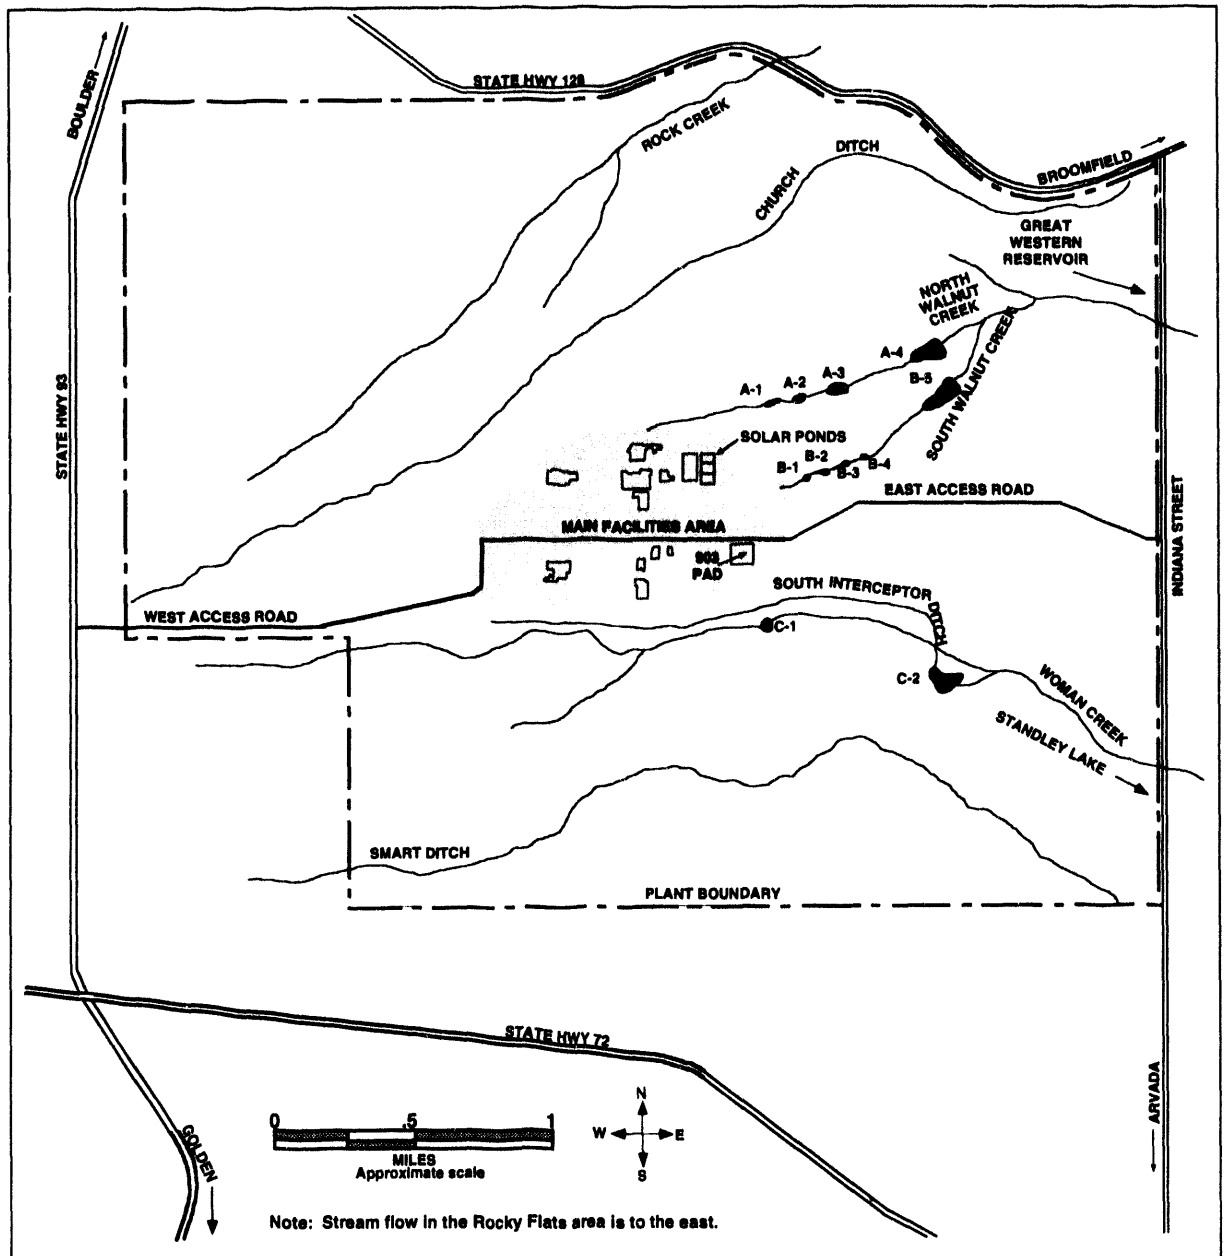 STATE HWY 128
BOULDER
ROCK CREEK
DITCH
CHURCH
BROOMFIELD
GREAT
WESTERN
RESERVOIR
NORTH
WALNUT
CREEK
SOUTH WALNUT CREEK
A-4
A-3
A-2
A-1
B-5
STATE HWY 93
SOLAR PONDS
B-2
B-1
B-3
B-4
EAST ACCESS ROAD
INDIANA STREET
MAIN FACILITIES AREA
903
PAD
SOUTH INTERCEPTOR
DITCH
WEST ACCESS ROAD
C-1
C-2
WOMAN CREEK
STANDLEY LAKE
SMART DITCH
PLANT BOUNDARY
STATE HWY 72
ARVADA
GOLDEN
0 .5 1
MILES
Approximate scale
N
W E
S
Note: Stream flow in the Rocky Flats area is to the east.